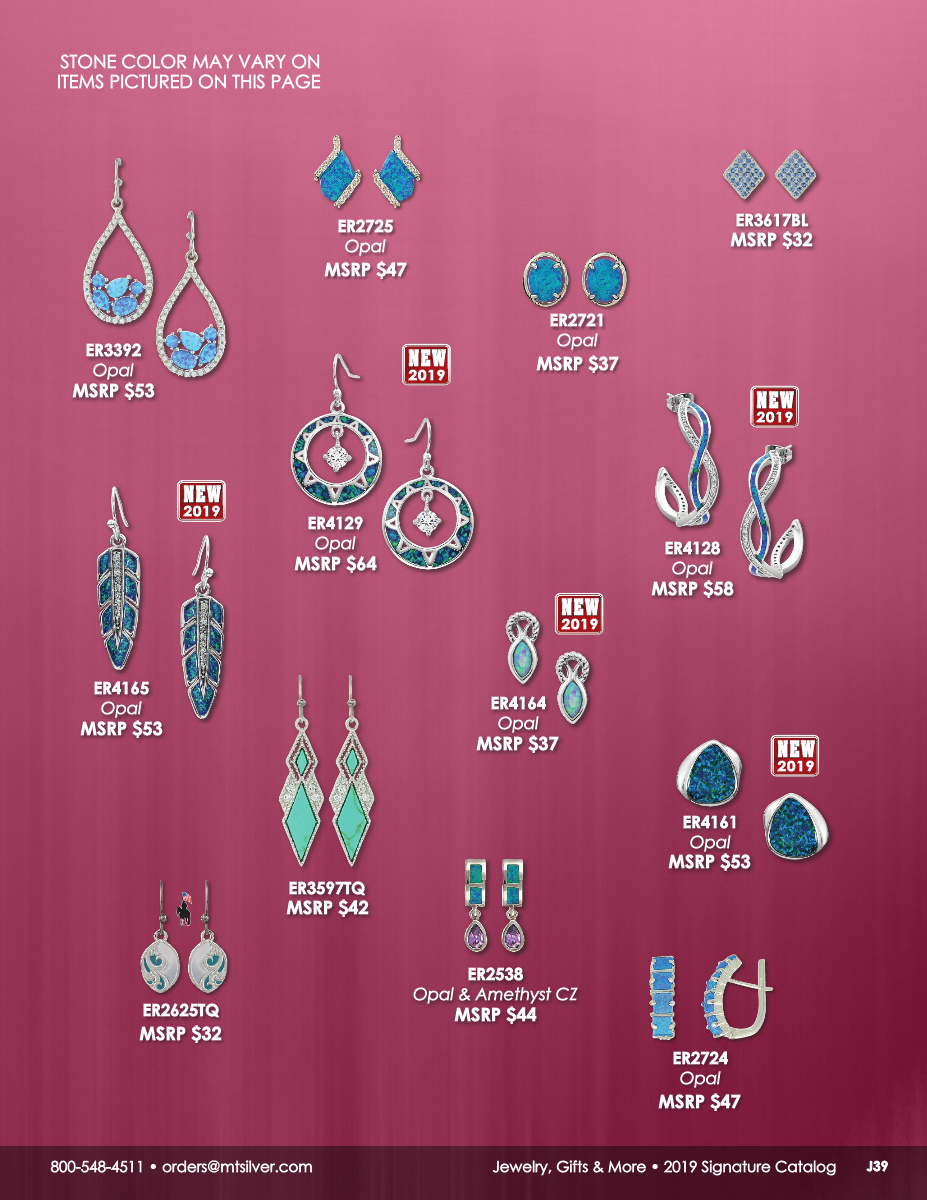 STONE COLOR MAY VARY ON
ITEMS PICTURED ON THIS PAGE
ER2725
Opal
MSRP $47
ER3617BL
MSRP $32
ER2721
Opal
MSRP $37
ER3392
Opal
MSRP $53
NEW
2019
ER4129
Opal
MSRP $64
NEW
2019
ER4128
Opal
MSRP $58
NEW
2019
ER4165
Opal
MSRP $53
NEW
2019
ER4164
Opal
MSRP $37
NEW
2019
ER4161
Opal
MSRP $53
ER3597TQ
MSRP $42
ER2538
Opal & Amethyst CZ
MSRP $44
ER2625TQ
MSRP $32
ER2724
Opal
MSRP $47
800-548-4511 • orders@mtsilver.com
Jewelry, Gifts & More • 2019 Signature Catalog J39